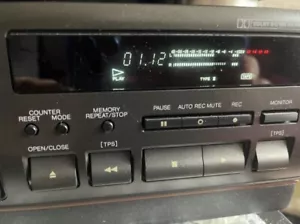 01.12
PLAY
TYPE II
COUNTER
RESET MODE
MEMORY
REPEAT/STOP
PAUSE AUTO REC MUTE REC
MONITOR
OPEN/CLOSE
[TPS]
[TPS]